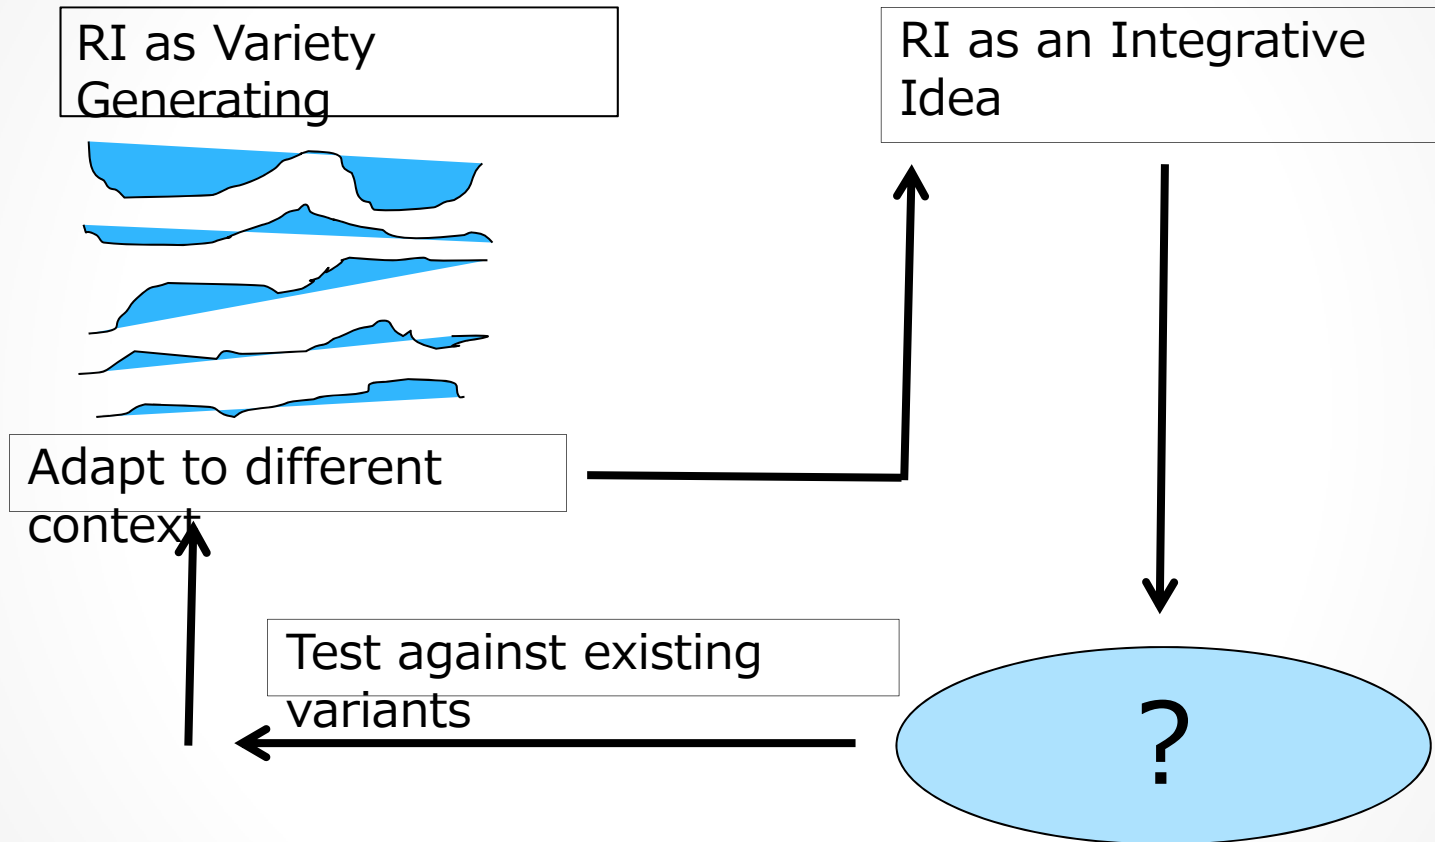 RI as Variety
Generating
RI as an Integrative
Idea
Adapt to different
context
Test against existing
variants
?